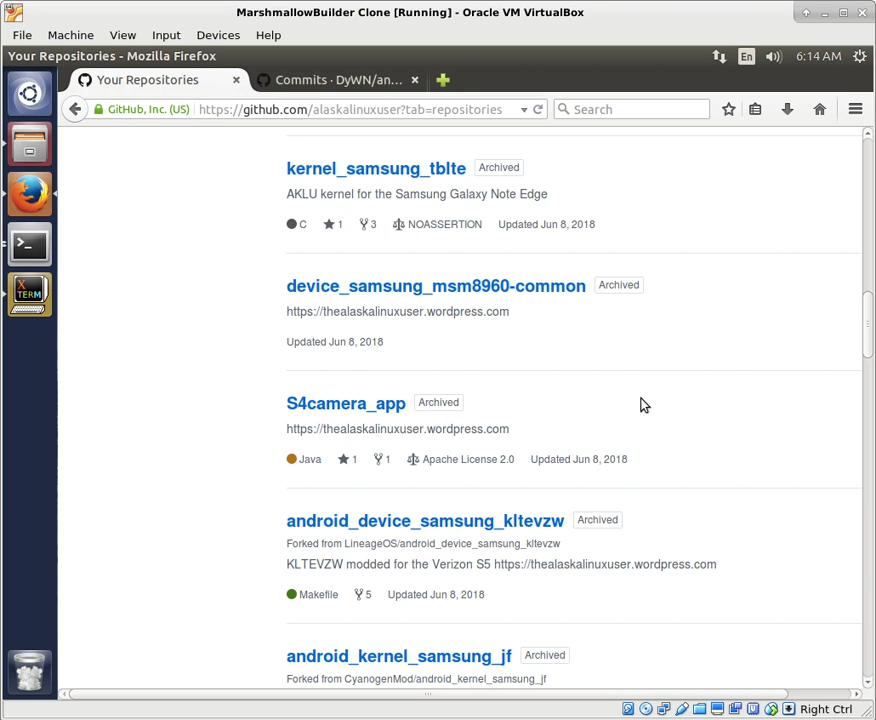 MarshmallowBuilder Clone [Running] - Oracle VM VirtualBox
File Machine View Input Devices Help
Your Repositories - Mozilla Firefox
En 6:14 AM
Your Repositories
Commits · DyWN/an...
GitHub, Inc. (US) https://github.com/alaskalinuxuser?tab=repositories
Search
kernel_samsung_tblte Archived
AKLU kernel for the Samsung Galaxy Note Edge
C 1 3 NOASSERTION Updated Jun 8, 2018
device_samsung_msm8960-common Archived
https://thealaskalinuxuser.wordpress.com
Updated Jun 8, 2018
S4camera_app Archived
https://thealaskalinuxuser.wordpress.com
Java 1 1 Apache License 2.0 Updated Jun 8, 2018
android_device_samsung_kltevzw Archived
Forked from LineageOS/android_device_samsung_kltevzw
KLTEVZW modded for the Verizon S5 https://thealaskalinuxuser.wordpress.com
Makefile 5 Updated Jun 8, 2018
android_kernel_samsung_jf Archived
Forked from CyanogenMod/android_kernel_samsung_jf
X
TERM
Right Ctrl